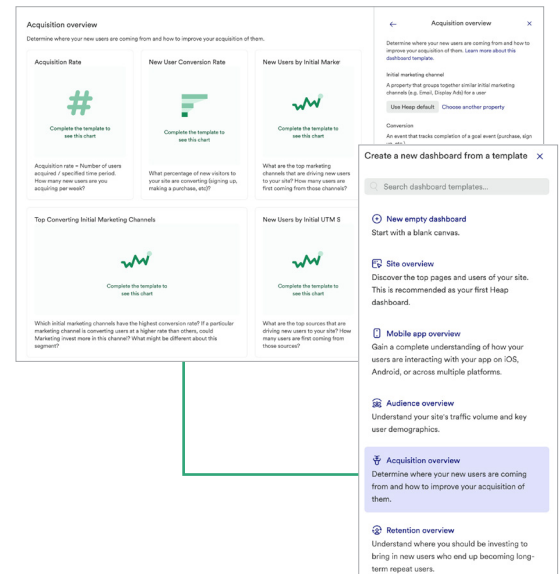 Acquisition overview
Determine where your new users are coming from and how to improve your acquisition of them.
Acquisition Rate
Complete the template to
see this chart
Acquisition rate = Number of users
acquired / specified time period.
How many new users are you
acquiring per week?
New User Conversion Rate
Complete the template to
see this chart
What percentage of new visitors to
your site are converting (signing up,
making a purchase, etc)?
New Users by Initial Marker
Complete the template to
see this chart
What are the top marketing
channels that are driving new users
to your site? How many users are
first coming from those channels?
Top Converting Initial Marketing Channels
Complete the template to
see this chart
Which initial marketing channels have the highest conversion rate? If a particular
marketing channel is converting users at a higher rate than others, could
Marketing invest more in this channel? What might be different about this
segment?
New Users by Initial UTM S
Complete the template to
see this chart
What are the top sources that are
driving new users to your site? How
many users are first coming from
those sources?
Acquisition overview
Determine where your new users are coming from and how to
improve your acquisition of them. Learn more about this
dashboard template.
Initial marketing channel
A property that groups together similar initial marketing
channels (e.g. Email, Display Ads) for a user
Use Heap default Choose another property
Conversion
An event that tracks completion of a goal event (purchase, sign
up, etc.)
Create a new dashboard from a template
Search dashboard templates...
New empty dashboard
Start with a blank canvas.
Site overview
Discover the top pages and users of your site.
This is recommended as your first Heap
dashboard.
Mobile app overview
Gain a complete understanding of how your
users are interacting with your app on iOS,
Android, or across multiple platforms.
Audience overview
Understand your site's traffic volume and key
user demographics.
Acquisition overview
Determine where your new users are coming
from and how to improve your acquisition of
them.
Retention overview
Understand where you should be investing to
bring in new users who end up becoming long-
term repeat users.